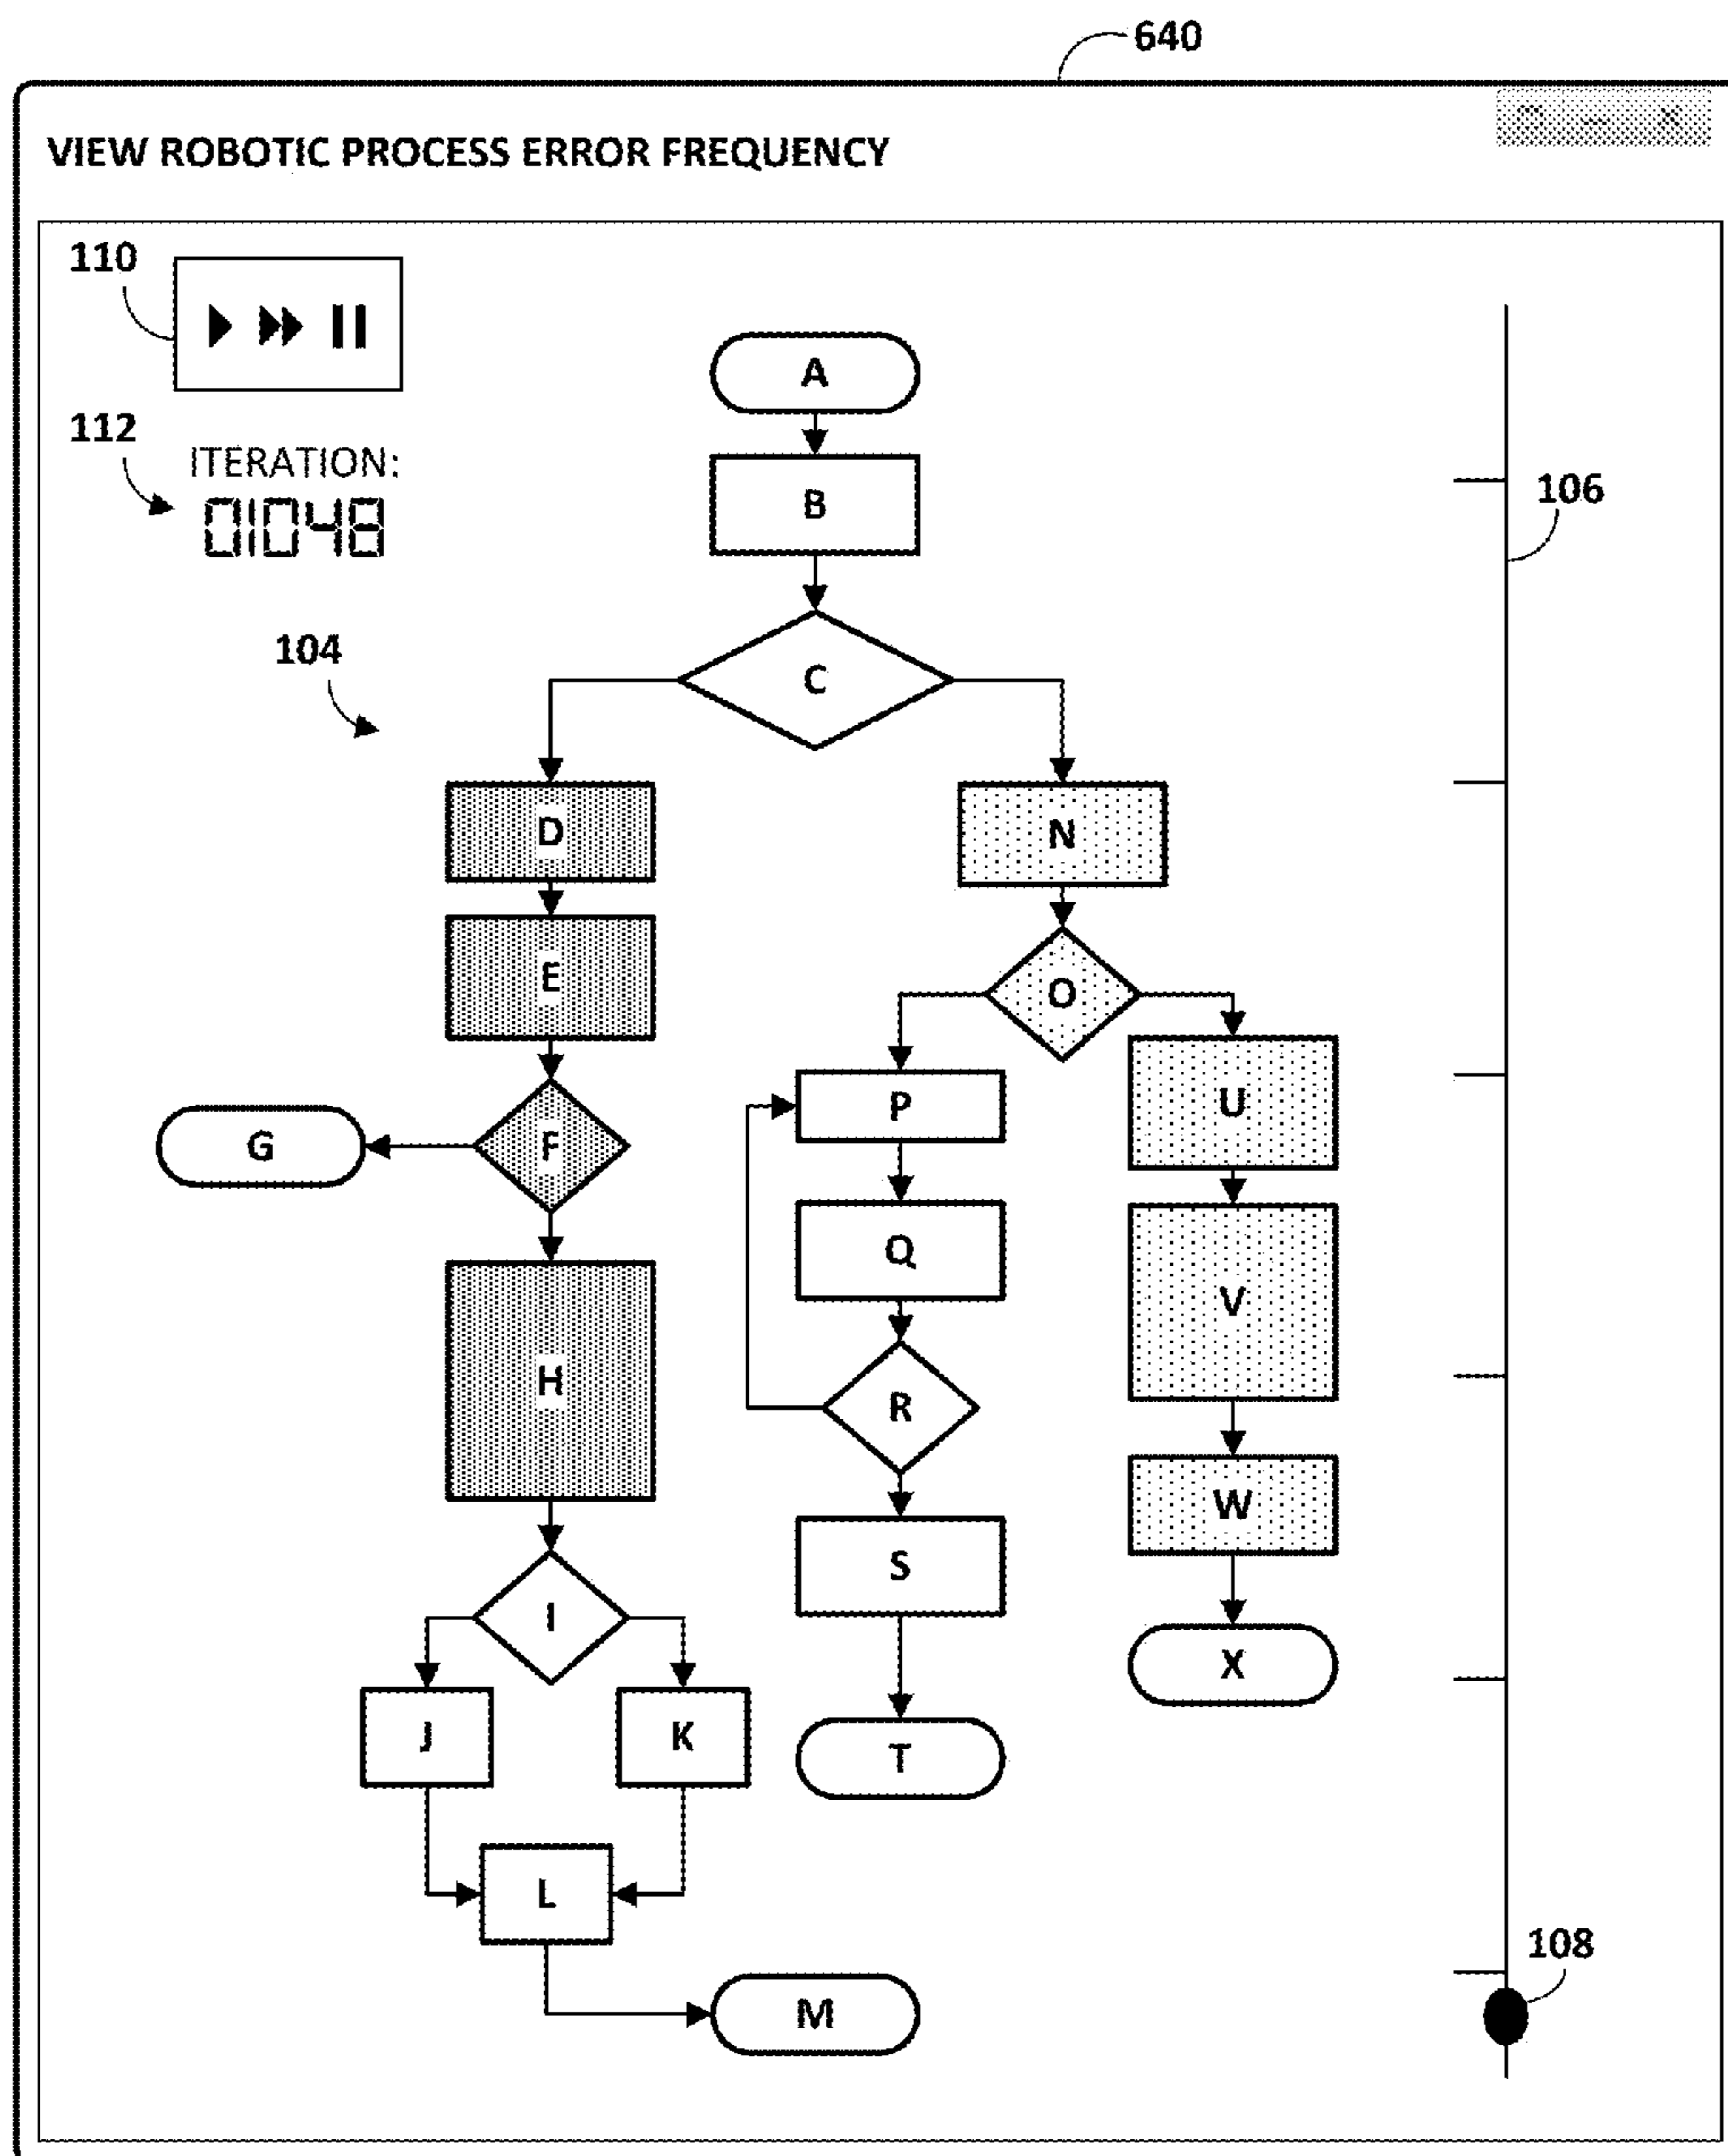 640
VIEW ROBOTIC PROCESS ERROR FREQUENCY
110
112
ITERATION:
01048
A
B
106
C
104
D
N
E
O
U
P
G
F
Q
V
H
R
W
S
I
X
J
K
T
L
108
M